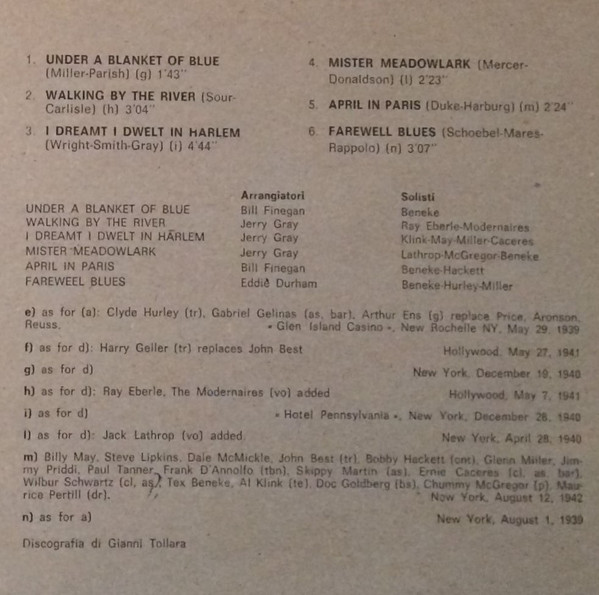 1. UNDER A BLANKET OF BLUE
(Miller-Parish) (g) 1'43"
2. WALKING BY THE RIVER (Sour-
Carlisle) (h) 3'04"
3. I DREAMT I DWELT IN HARLEM
(Wright-Smith-Gray) (i) 4'44"
4. MISTER MEADOWLARK (Mercer-
Donaldson) (l) 2'23"
5. APRIL IN PARIS (Duke-Harburg) (m) 2'24"
6. FAREWELL BLUES (Schoebel-Mares-
Rappolo) (n) 3'07"
Arrangiatori Solisti
UNDER A BLANKET OF BLUE Bill Finegan Beneke
WALKING BY THE RIVER Jerry Gray Ray Eberle-Modernaires
I DREAMT I DWELT IN HARLEM Jerry Gray Klink-May-Miller-Caceres
MISTER MEADOWLARK Jerry Gray Lathrop-McGregor-Beneke
APRIL IN PARIS Bill Finegan Beneke-Hackett
FAREWEEL BLUES Eddie Durham Beneke-Hurley-Miller
e) as for (a): Clyde Hurley (tr), Gabriel Gelinas (as, bar), Arthur Ens (g) replace Price, Aronson,
Reuss. « Glen Island Casino », New Rochelle NY, May 29, 1939
f) as for d): Harry Geller (tr) replaces John Best Hollywood, May 27, 1941
g) as for d) New York, December 19, 1940
h) as for d): Ray Eberle, The Modernaires (vo) added Hollywood, May 7, 1941
i) as for d) « Hotel Pennsylvania », New York, December 26, 1940
l) as for d): Jack Lathrop (vo) added New York, April 28, 1940
m) Billy May, Steve Lipkins, Dale McMickle, John Best (tr), Bobby Hackett (cnt), Glenn Miller, Jim-
my Priddi, Paul Tanner, Frank D'Annolfo (tbn), Skippy Martin (as), Ernie Caceres (cl, as, bar),
Wilbur Schwartz (cl, as), Tex Beneke, Al Klink (te), Doc Goldberg (bs), Chummy McGregor (p), Mau-
rice Pertill (dr). New York, August 12, 1942
n) as for a) New York, August 1, 1939
Discografia di Gianni Tollara